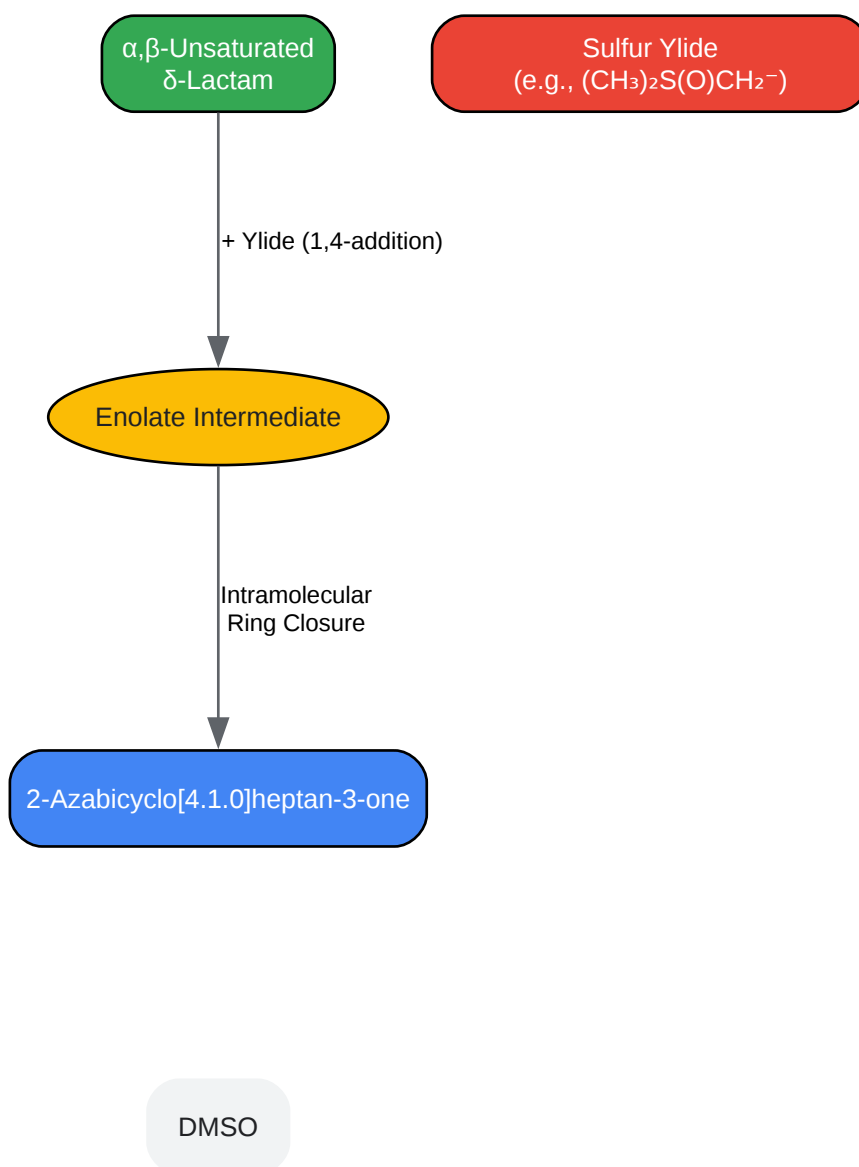 α,β-Unsaturated
δ-Lactam
Sulfur Ylide
(e.g., (CH₃)₂S(O)CH₂⁻)
+ Ylide (1,4-addition)
Enolate Intermediate
Intramolecular
Ring Closure
2-Azabicyclo[4.1.0]heptan-3-one
DMSO